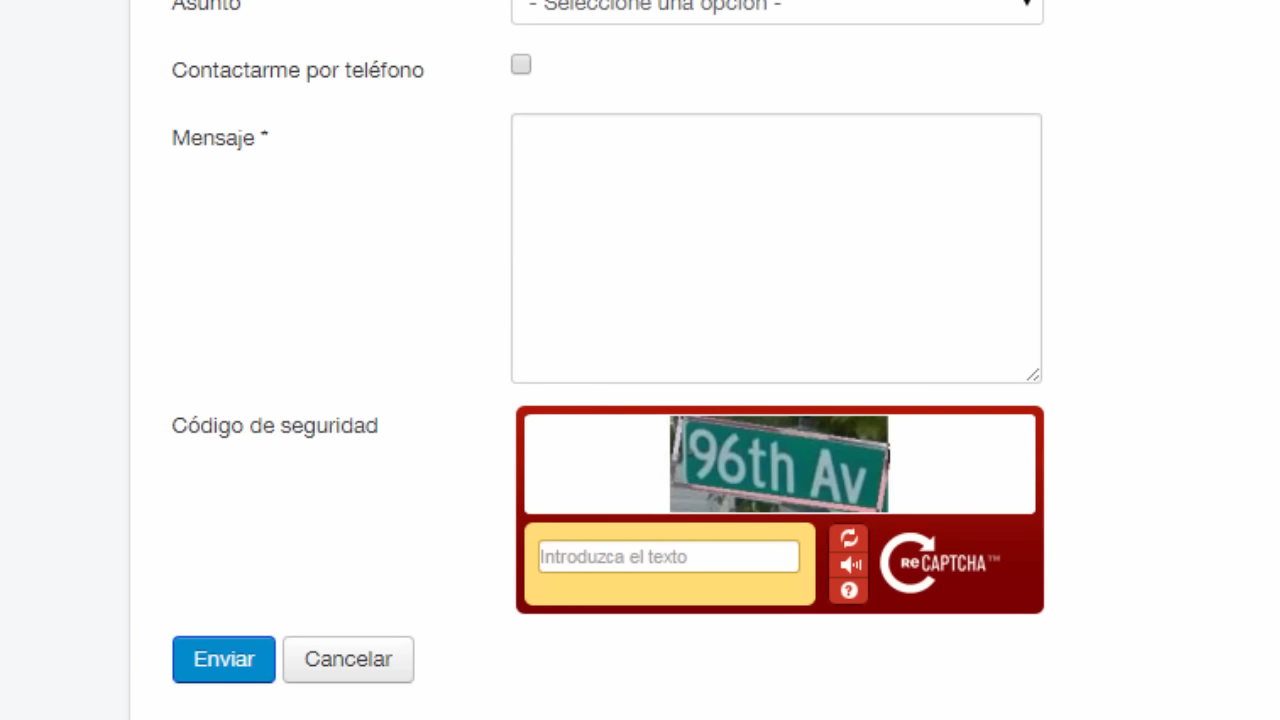 Asunto
- Seleccione una opción -
Contactarme por teléfono
Mensaje *
Código de seguridad
96th Av
Introduzca el texto
ReCAPTCHA™
Enviar
Cancelar